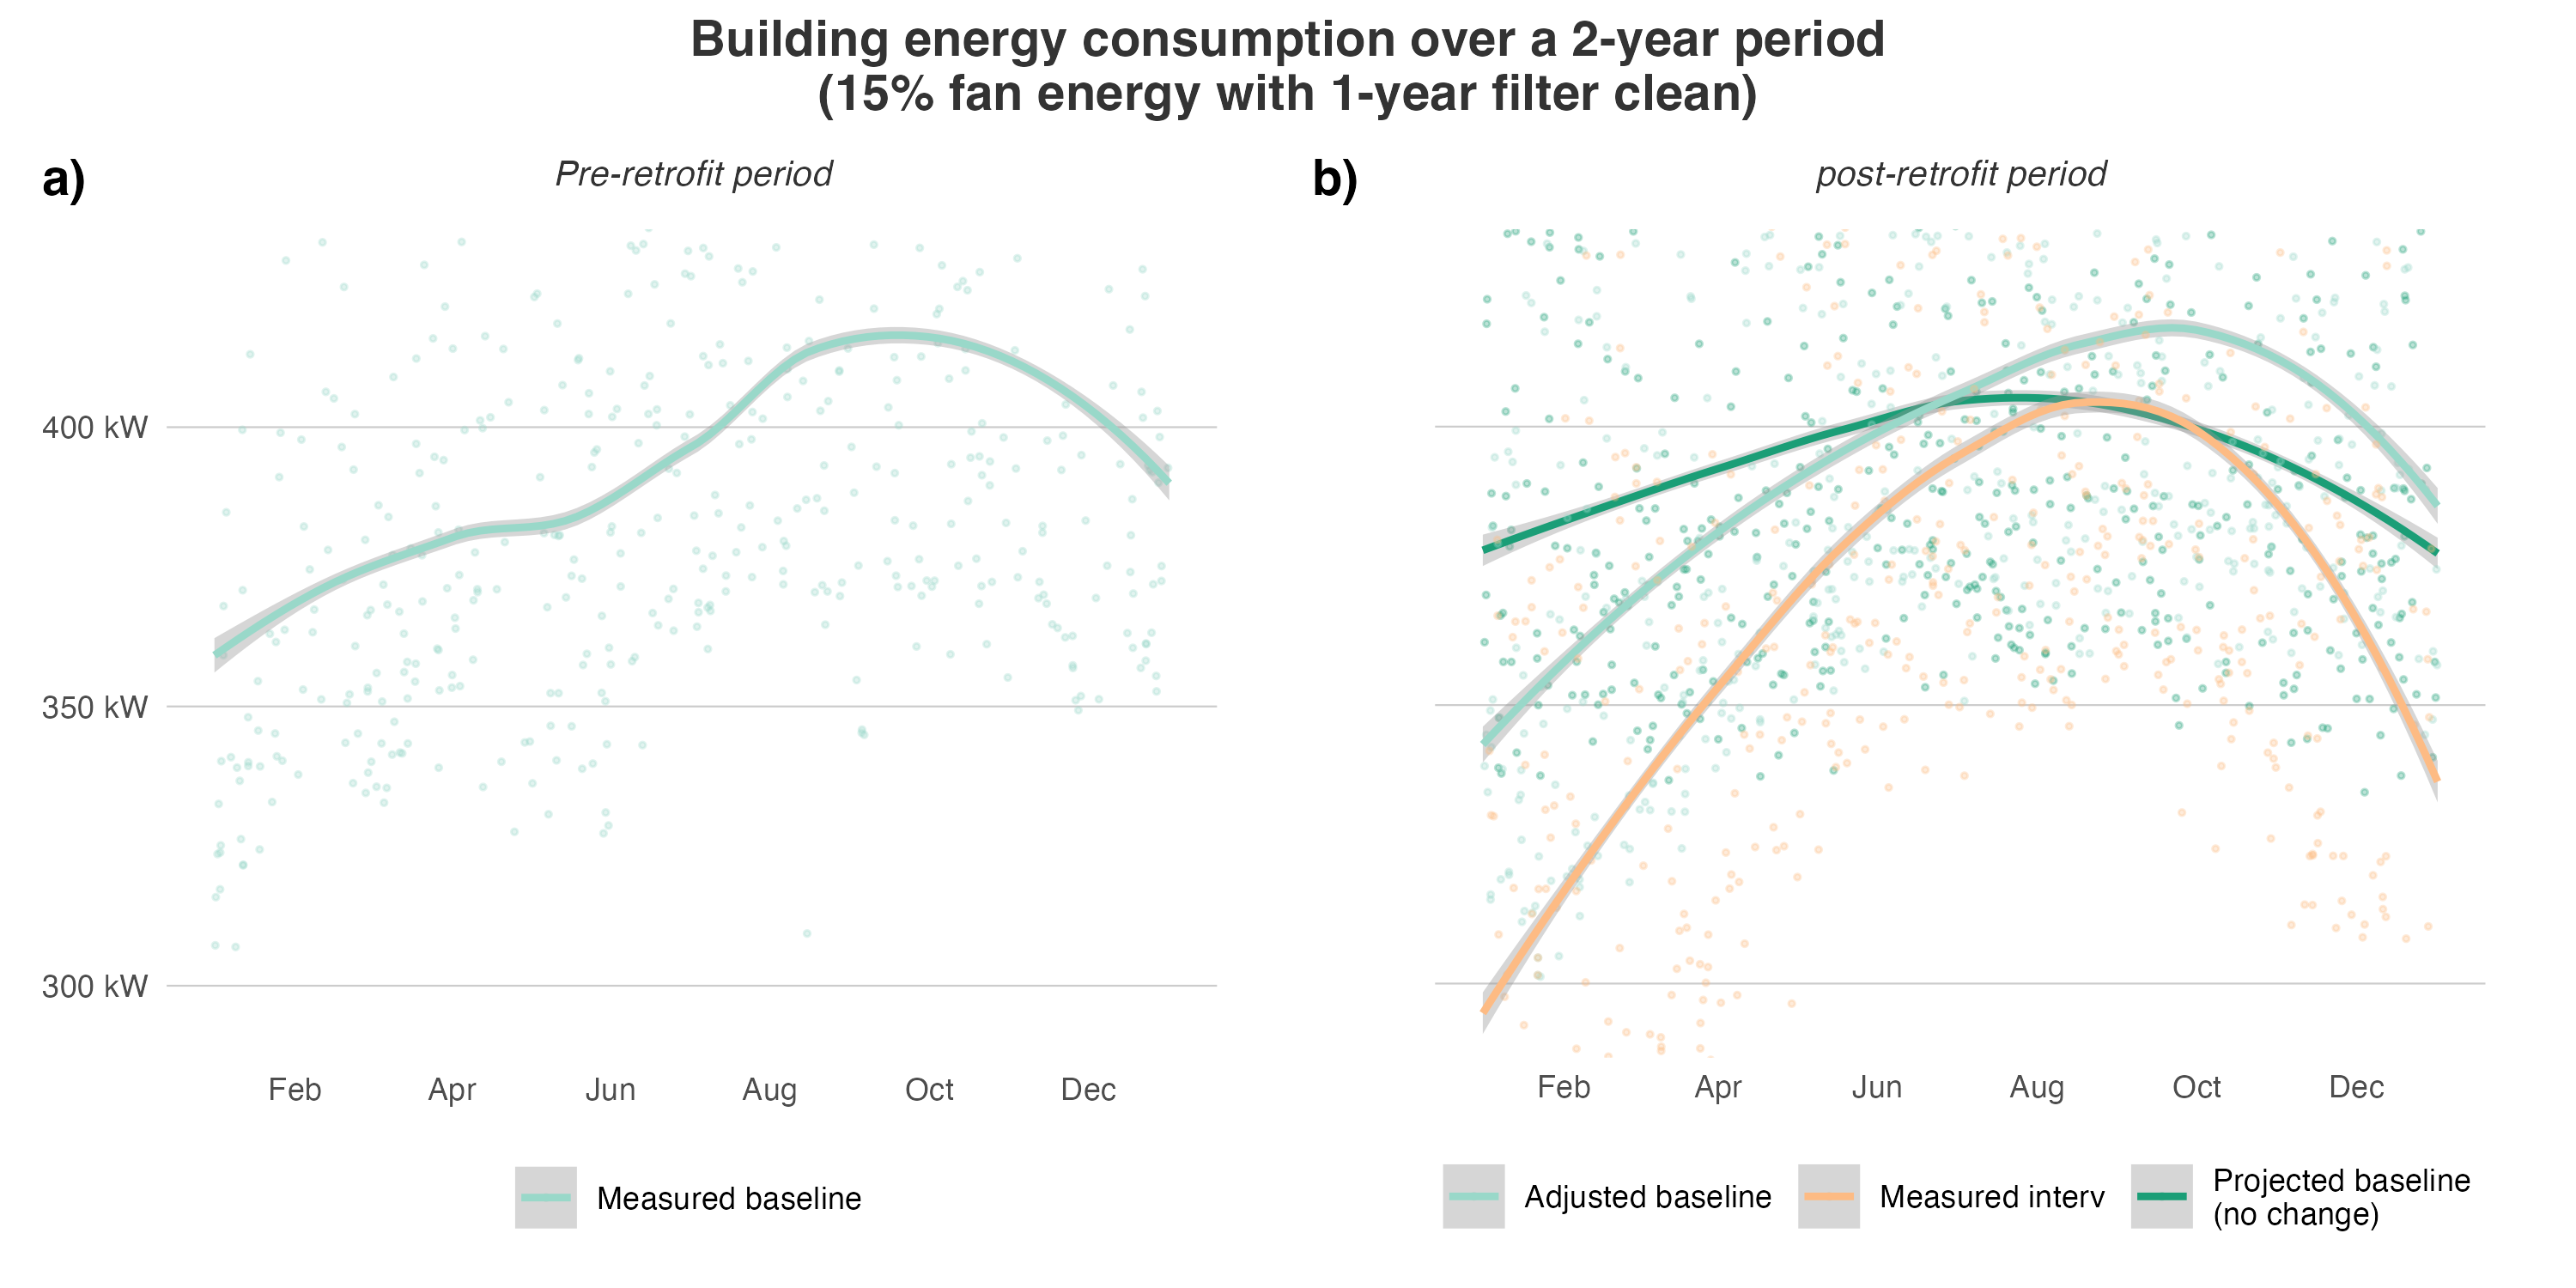 Building energy consumption over a 2-year period
(15% fan energy with 1-year filter clean)
a)
Pre-retrofit period
400 kW
350 kW
300 kW
Feb Apr Jun Aug Oct Dec
Measured baseline
b)
post-retrofit period
Feb Apr Jun Aug Oct Dec
Adjusted baseline
Measured interv
Projected baseline
(no change)